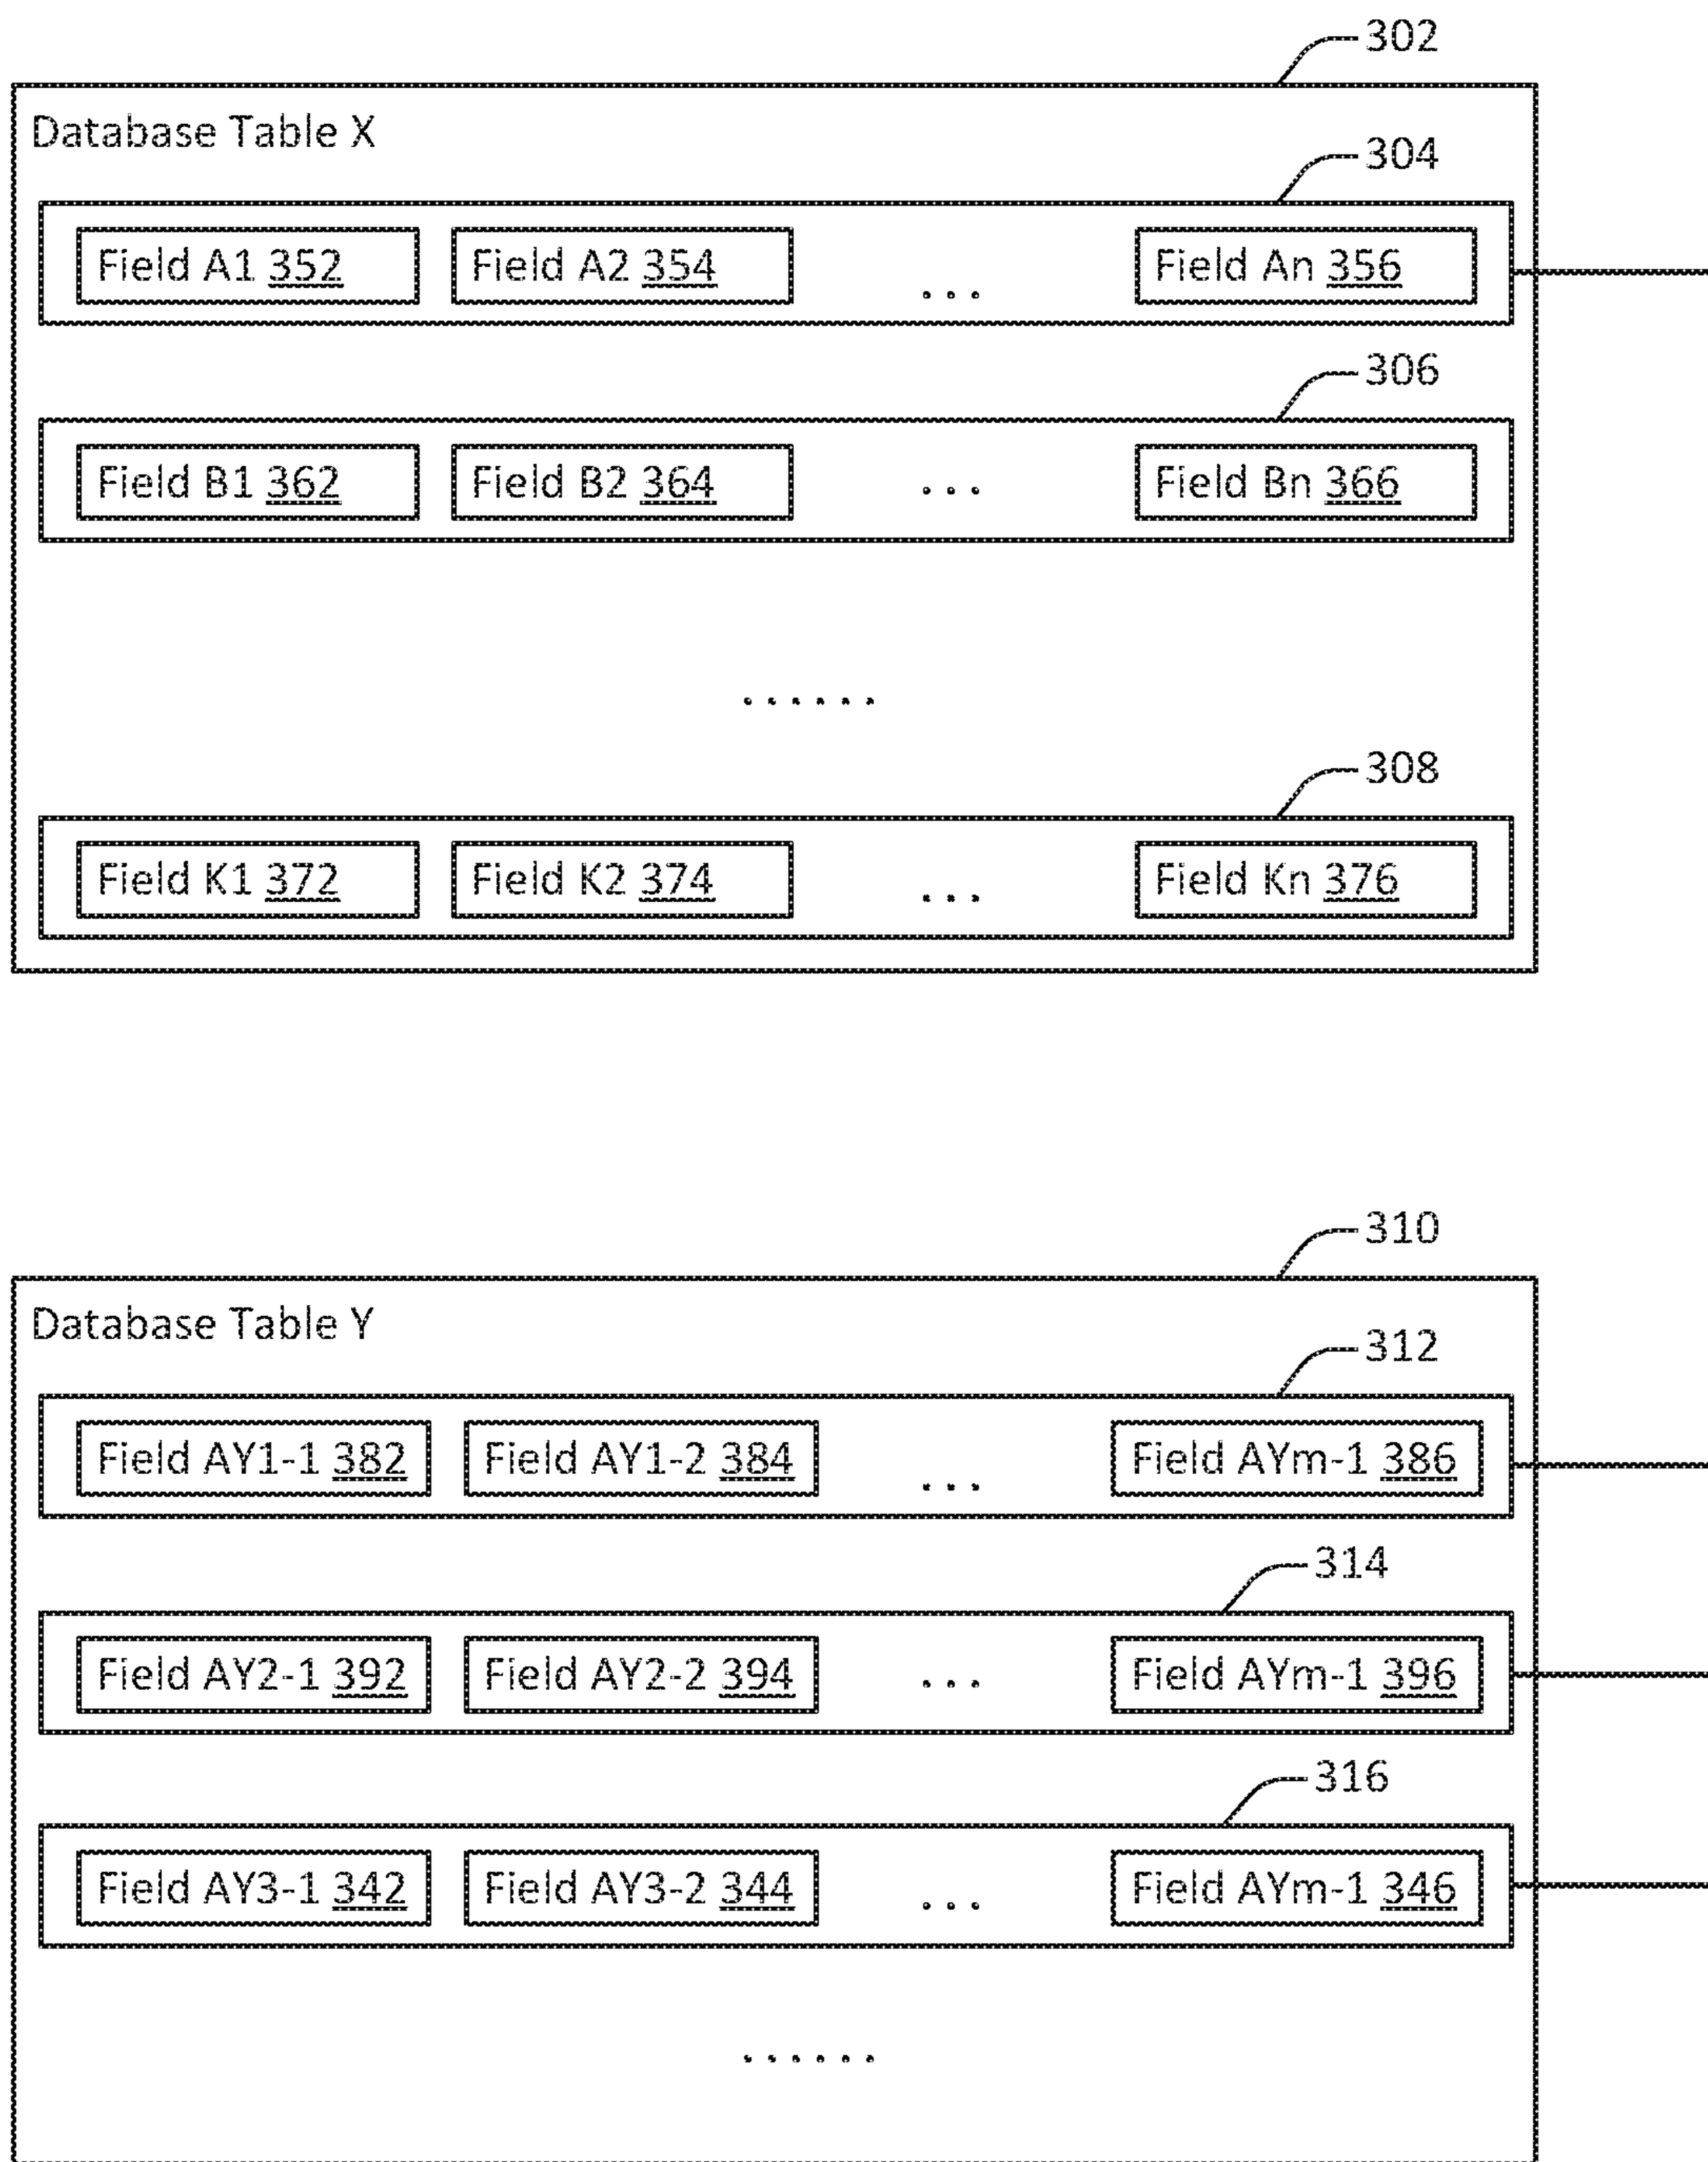 302
Database Table X
304
Field A1 352 Field A2 354 ... Field An 356
306
Field B1 362 Field B2 364 ... Field Bn 366
......
308
Field K1 372 Field K2 374 ... Field Kn 376
310
Database Table Y
312
Field AY1-1 382 Field AY1-2 384 ... Field AYm-1 386
314
Field AY2-1 392 Field AY2-2 394 ... Field AYm-1 396
316
Field AY3-1 342 Field AY3-2 344 ... Field AYm-1 346
......